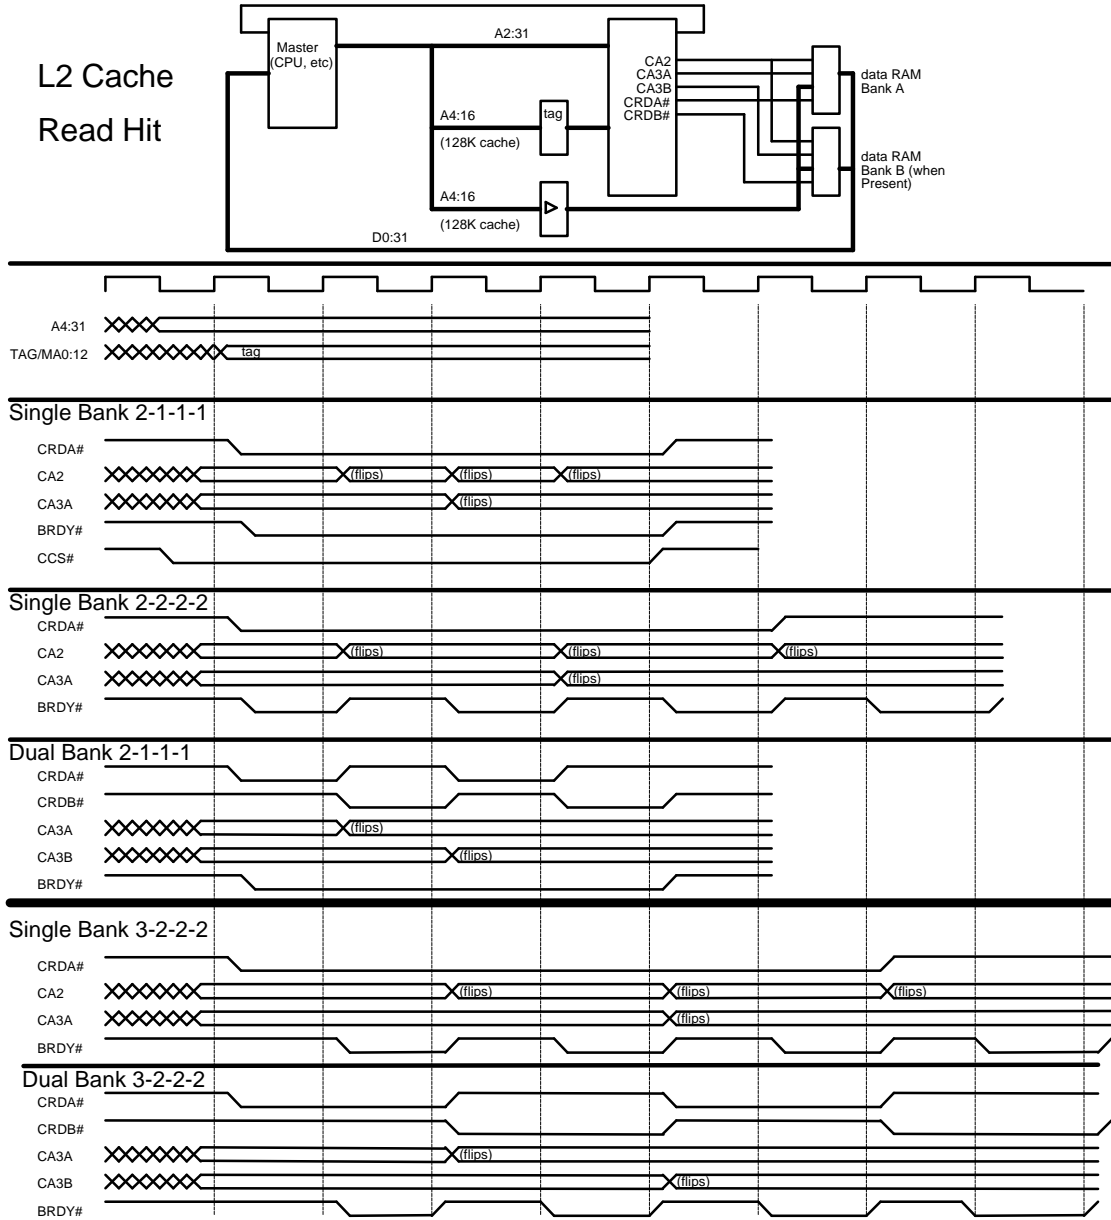 L2 Cache
Read Hit
Master
(CPU, etc)
A2:31
CA2
CA3A
CA3B
CRDA#
CRDB#
data RAM
Bank A
A4:16
tag
(128K cache)
data RAM
Bank B (when
Present)
A4:16
(128K cache)
D0:31
A4:31
TAG/MA0:12 tag
Single Bank 2-1-1-1
CRDA#
CA2 (flips) (flips) (flips)
CA3A (flips)
BRDY#
CCS#
Single Bank 2-2-2-2
CRDA#
CA2 (flips) (flips) (flips)
CA3A (flips)
BRDY#
Dual Bank 2-1-1-1
CRDA#
CRDB#
CA3A (flips)
CA3B (flips)
BRDY#
Single Bank 3-2-2-2
CRDA#
CA2 (flips) (flips) (flips)
CA3A (flips)
BRDY#
Dual Bank 3-2-2-2
CRDA#
CRDB#
CA3A (flips)
CA3B (flips)
BRDY#